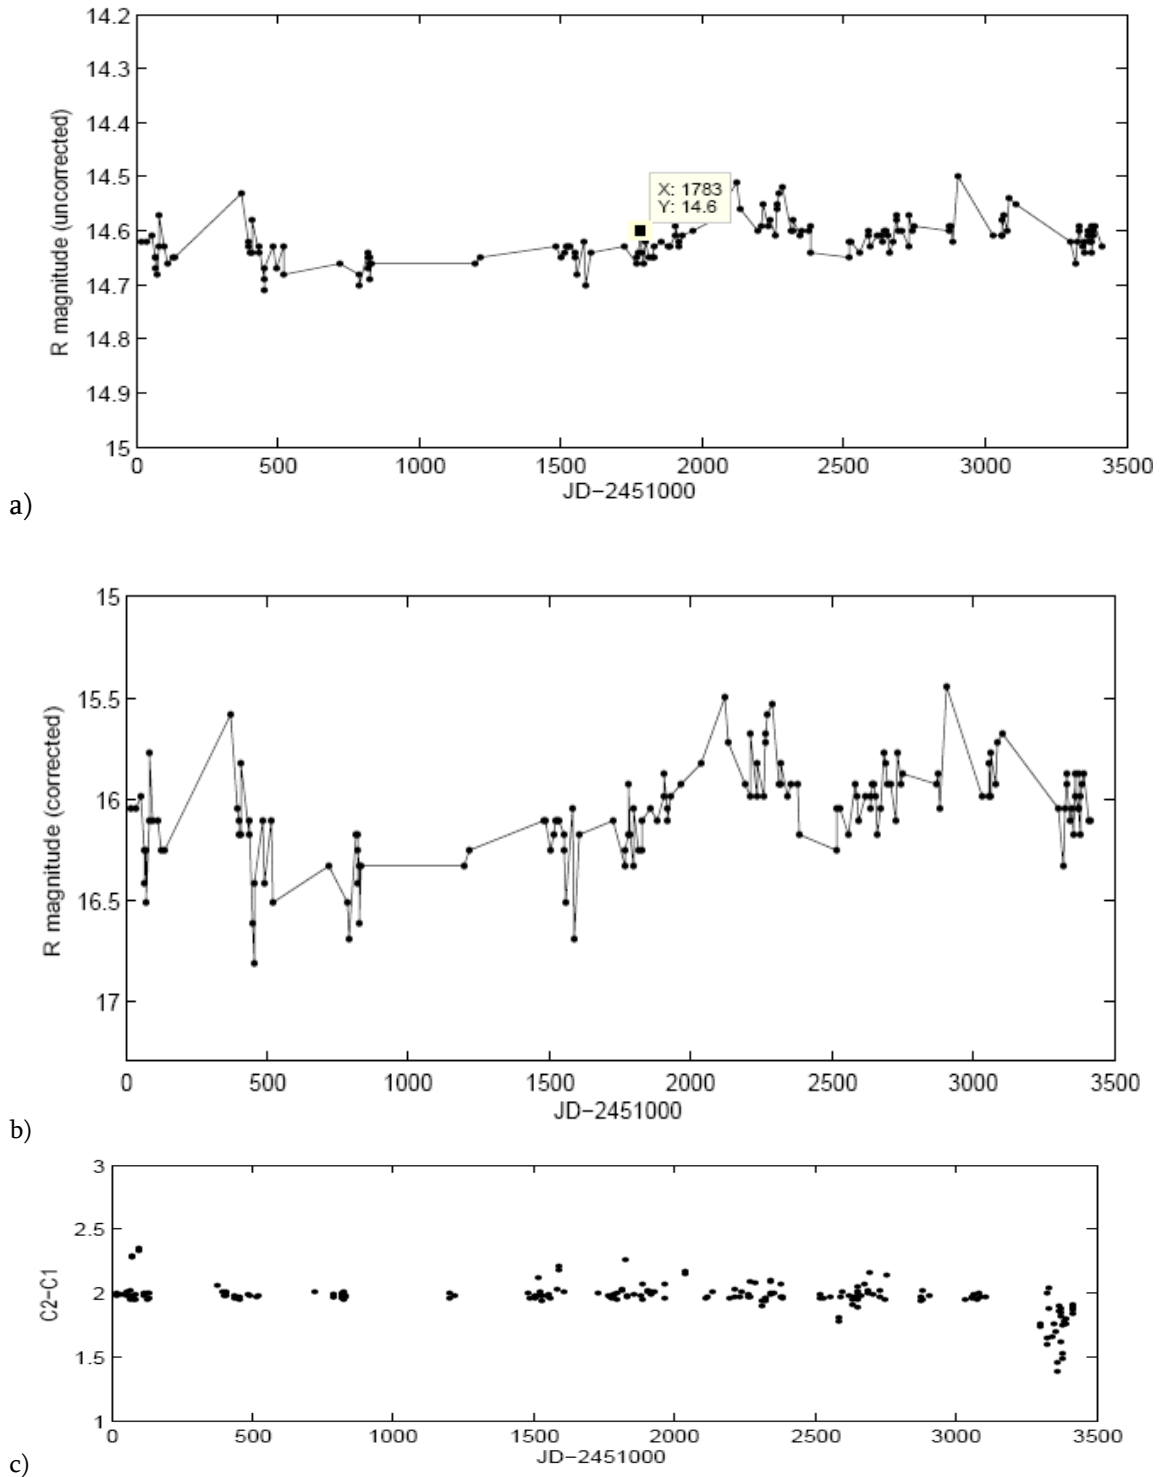 14.2
14.3
14.4
14.5
14.6
14.7
14.8
14.9
15
R magnitude (uncorrected)
X: 1783
Y: 14.6
0 500 1000 1500 2000 2500 3000 3500
JD−2451000
a)
15
15.5
16
16.5
17
R magnitude (corrected)
0 500 1000 1500 2000 2500 3000 3500
JD−2451000
b)
3
2.5
2
1.5
1
C2−C1
0 500 1000 1500 2000 2500 3000 3500
JD−2451000
c)